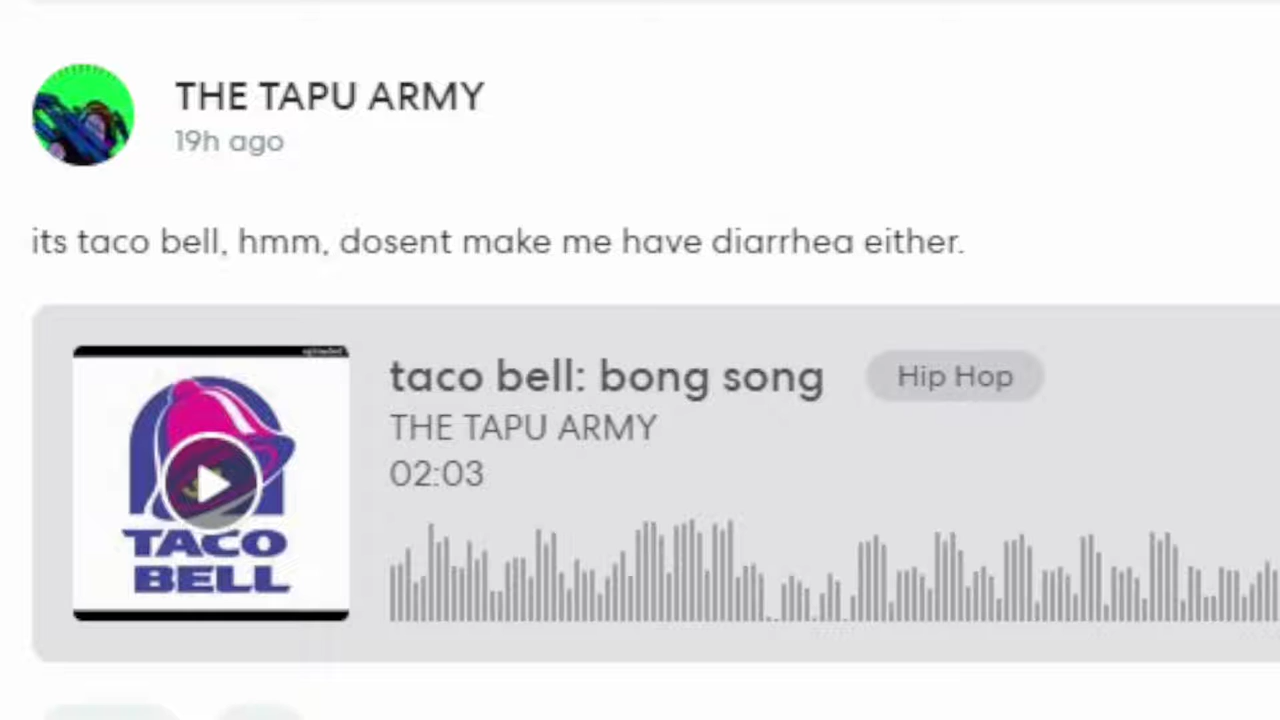 THE TAPU ARMY
19h ago
its taco bell, hmm, dosent make me have diarrhea either.
taco bell: bong song
Hip Hop
THE TAPU ARMY
02:03
TACO
BELL